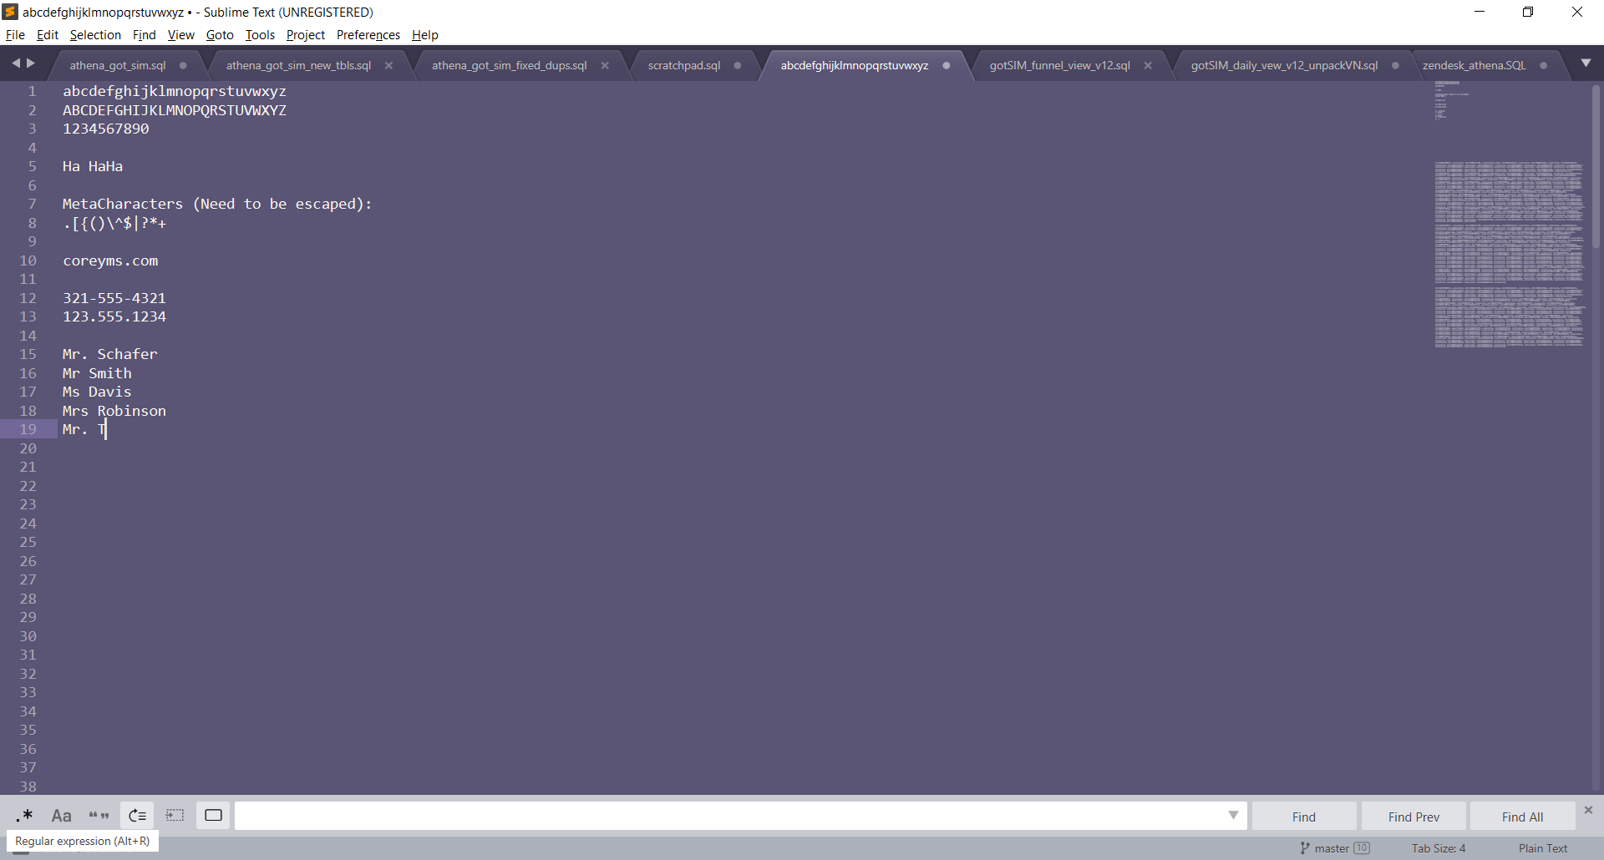 abcdefghijklmnopqrstuvwxyz • - Sublime Text (UNREGISTERED)
File Edit Selection Find View Goto Tools Project Preferences Help
athena_got_sim.sql athena_got_sim_new_tbls.sql athena_got_sim_fixed_dups.sql scratchpad.sql abcdefghijklmnopqrstuvwxyz gotSIM_funnel_view_v12.sql gotSIM_daily_vew_v12_unpackVN.sql zendesk_athena.SQL
1 abcdefghijklmnopqrstuvwxyz
2 ABCDEFGHIJKLMNOPQRSTUVWXYZ
3 1234567890
4
5 Ha HaHa
6
7 MetaCharacters (Need to be escaped):
8 .[{()\^$|?*+
9
10 coreyms.com
11
12 321-555-4321
13 123.555.1234
14
15 Mr. Schafer
16 Mr Smith
17 Ms Davis
18 Mrs Robinson
19 Mr. T
20
21
22
23
24
25
26
27
28
29
30
31
32
33
34
35
36
37
38
.* Aa “” Find Find Prev Find All
Regular expression (Alt+R)
master 10 Tab Size: 4 Plain Text